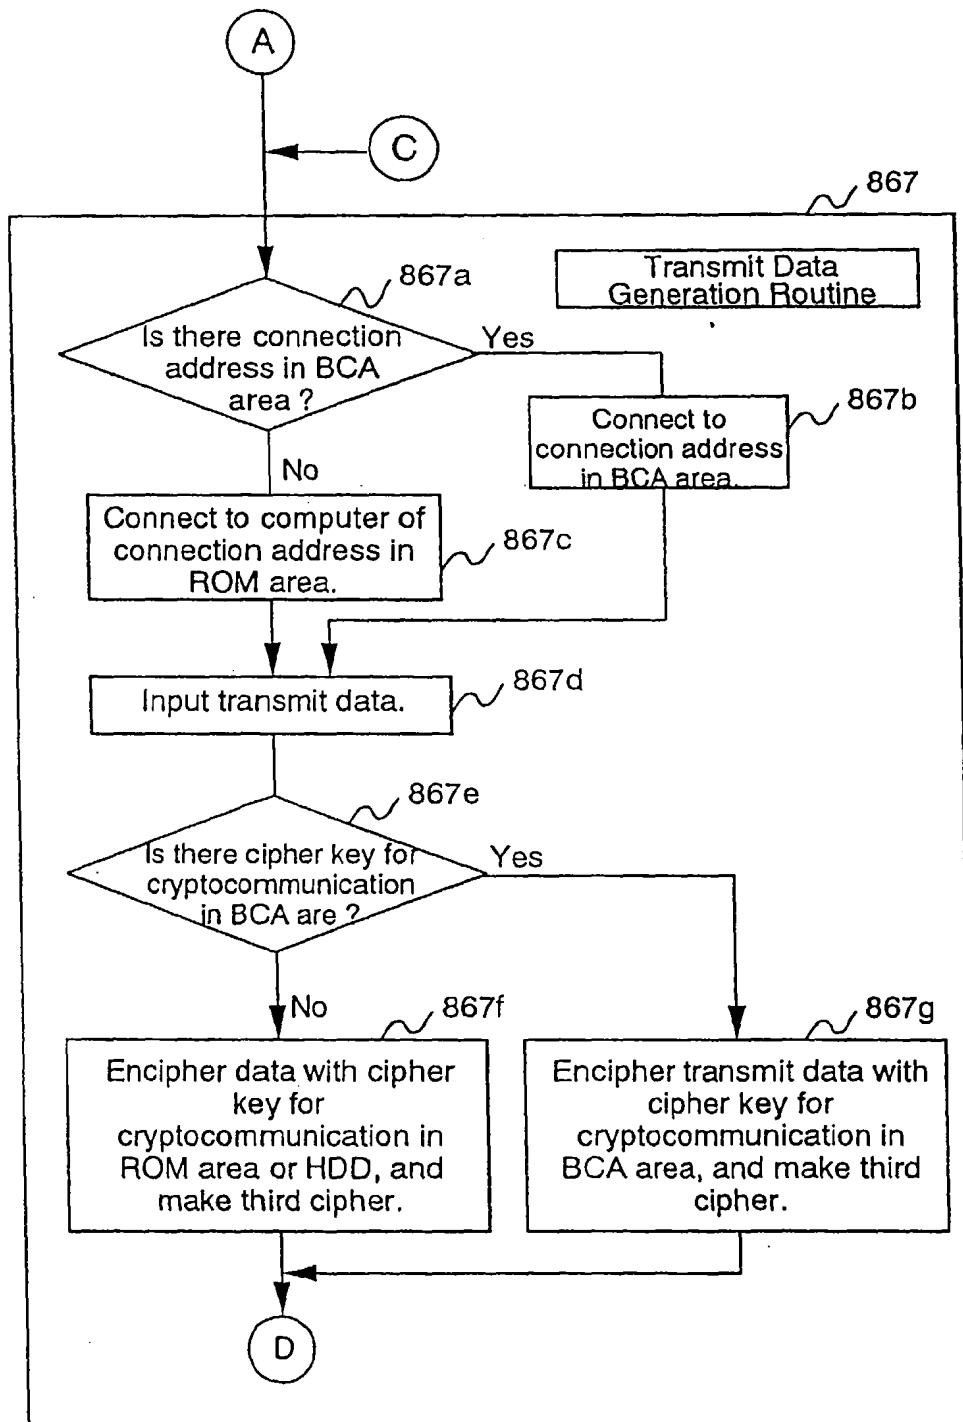 A
C
867
Transmit Data
Generation Routine
867a
Is there connection
address in BCA
area ?
Yes
No
867b
Connect to
connection address
in BCA area.
Connect to computer of
connection address in
ROM area.
867c
Input transmit data.
867d
867e
Is there cipher key for
cryptocommunication
in BCA are ?
Yes
No
867f
Encipher data with cipher
key for
cryptocommunication in
ROM area or HDD, and
make third cipher.
867g
Encipher transmit data with
cipher key for
cryptocommunication in
BCA area, and make third
cipher.
D